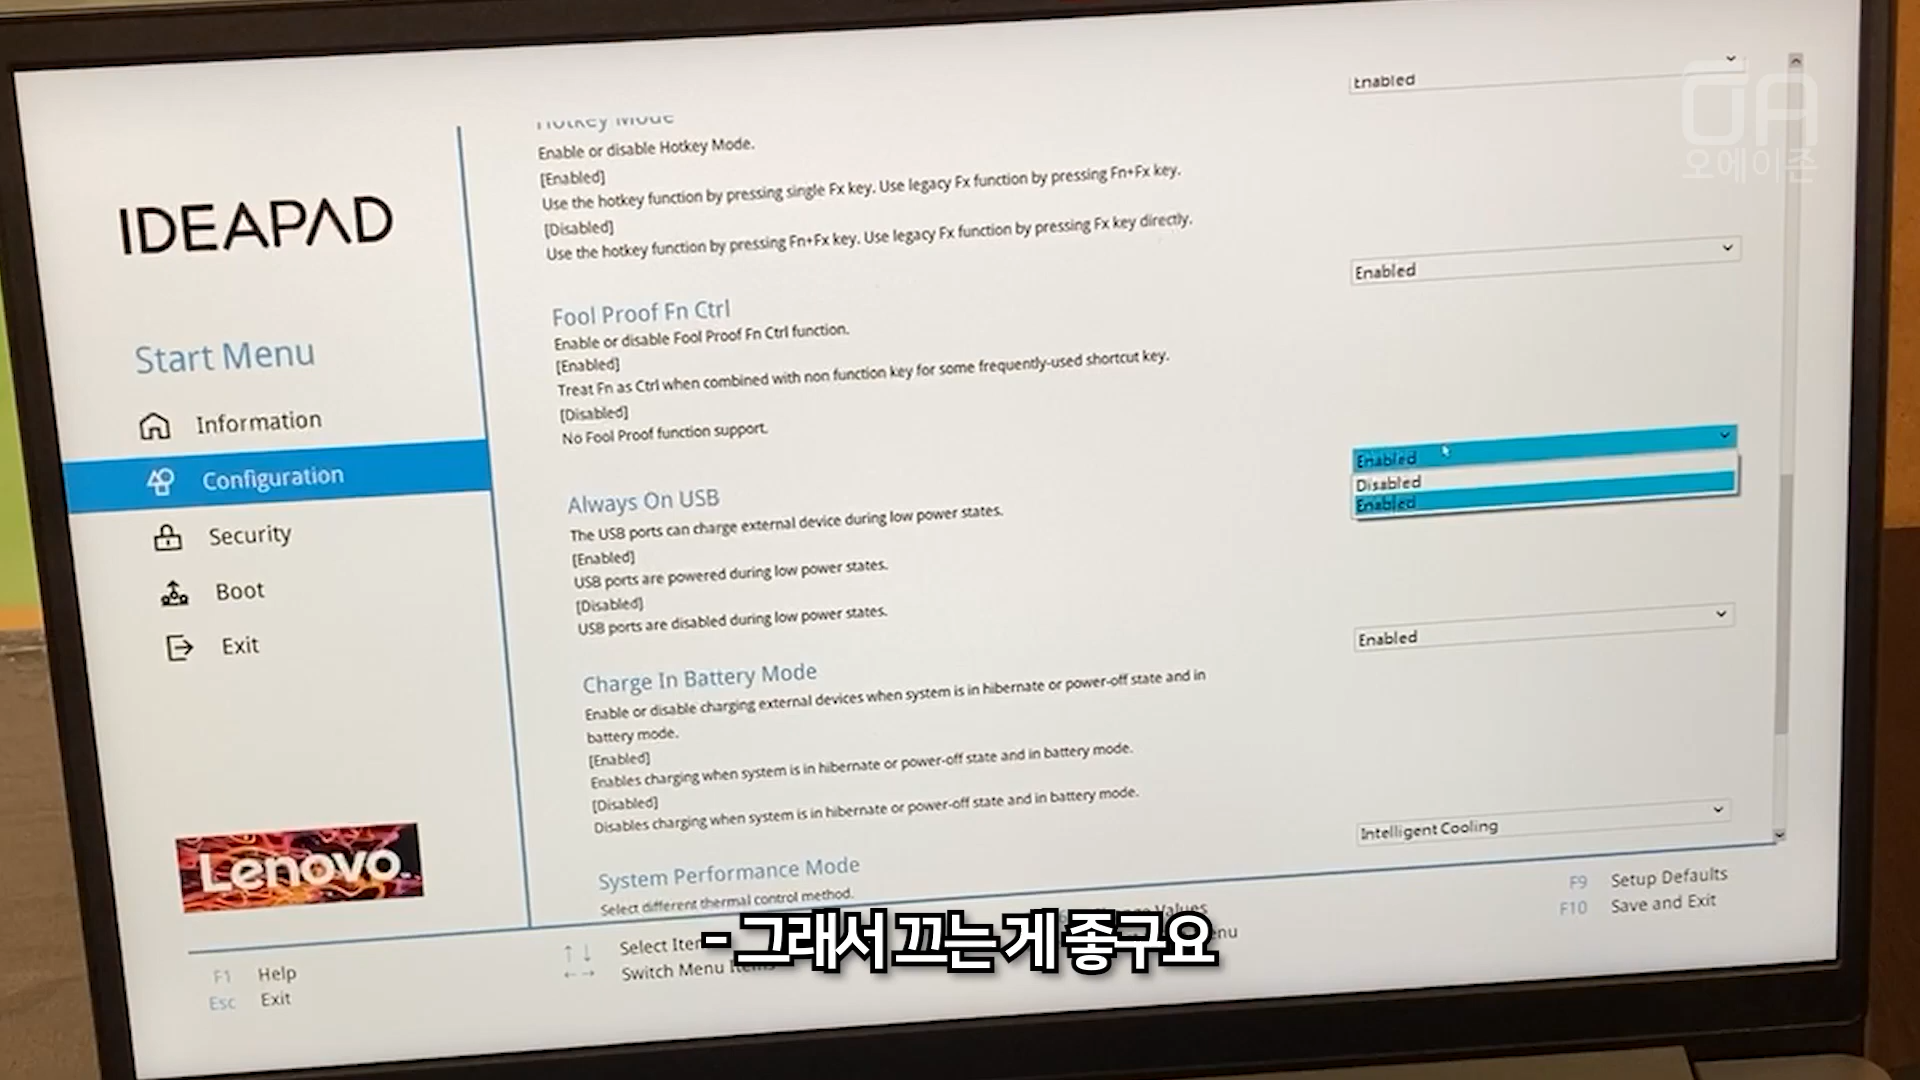 IDEAPAD
Start Menu
Information
Configuration
Security
Boot
Exit
Lenovo
Enabled
Hotkey Mode
Enable or disable Hotkey Mode.
[Enabled]
Use the hotkey function by pressing single Fx key. Use legacy Fx function by pressing Fn+Fx key.
[Disabled]
Use the hotkey function by pressing Fn+Fx key. Use legacy Fx function by pressing Fx key directly.
Enabled
Fool Proof Fn Ctrl
Enable or disable Fool Proof Fn Ctrl function.
[Enabled]
Treat Fn as Ctrl when combined with non function key for some frequently-used shortcut key.
[Disabled]
No Fool Proof function support.
Enabled
Disabled
Enabled
Always On USB
The USB ports can charge external device during low power states.
[Enabled]
USB ports are powered during low power states.
[Disabled]
USB ports are disabled during low power states.
Enabled
Charge In Battery Mode
Enable or disable charging external devices when system is in hibernate or power-off state and in
battery mode.
[Enabled]
Enables charging when system is in hibernate or power-off state and in battery mode.
[Disabled]
Disables charging when system is in hibernate or power-off state and in battery mode.
Intelligent Cooling
System Performance Mode
Select different thermal control method.
F1 Help
Esc Exit
↑ ↓ Select Item
←→ Switch Menu Items
Values
F9 Setup Defaults
F10 Save and Exit
- 그래서 끄는 게 좋구요
OA
오에이준